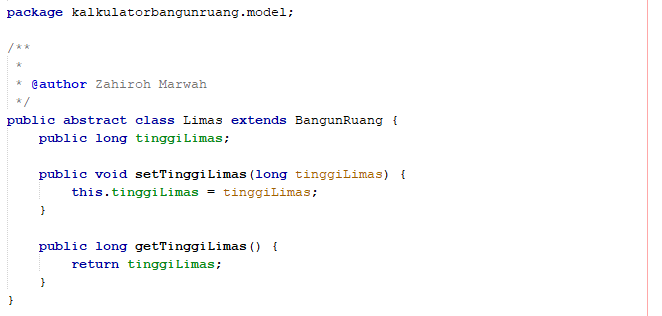 package kalkulatorbangunruang.model;
/**
*
* @author Zahiroh Marwah
*/
public abstract class Limas extends BangunRuang {
public long tinggiLimas;
public void setTinggiLimas(long tinggiLimas) {
this.tinggiLimas = tinggiLimas;
}
public long getTinggiLimas() {
return tinggiLimas;
}
}